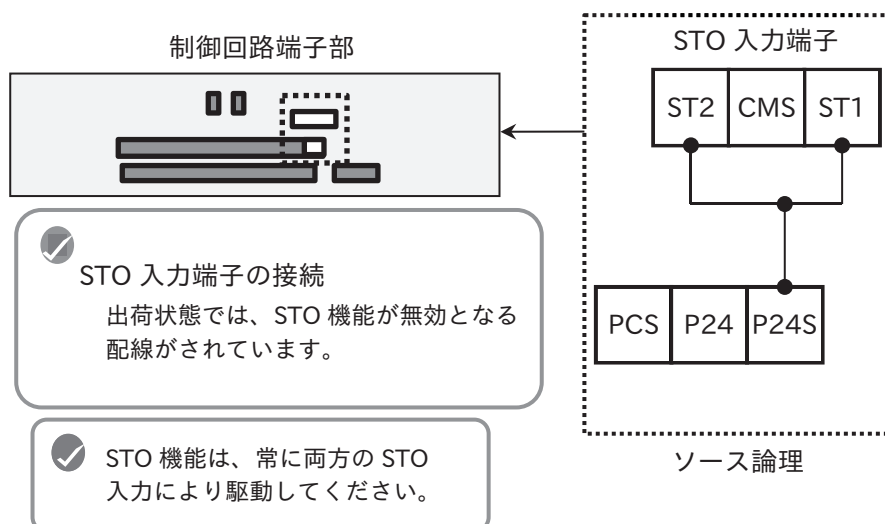 制御回路端子部
STO 入力端子
ST2 CMS ST1
PCS P24 P24S
ソース論理
STO 入力端子の接続
出荷状態では、STO 機能が無効となる
配線がされています。
STO 機能は、常に両方の STO
入力により駆動してください。